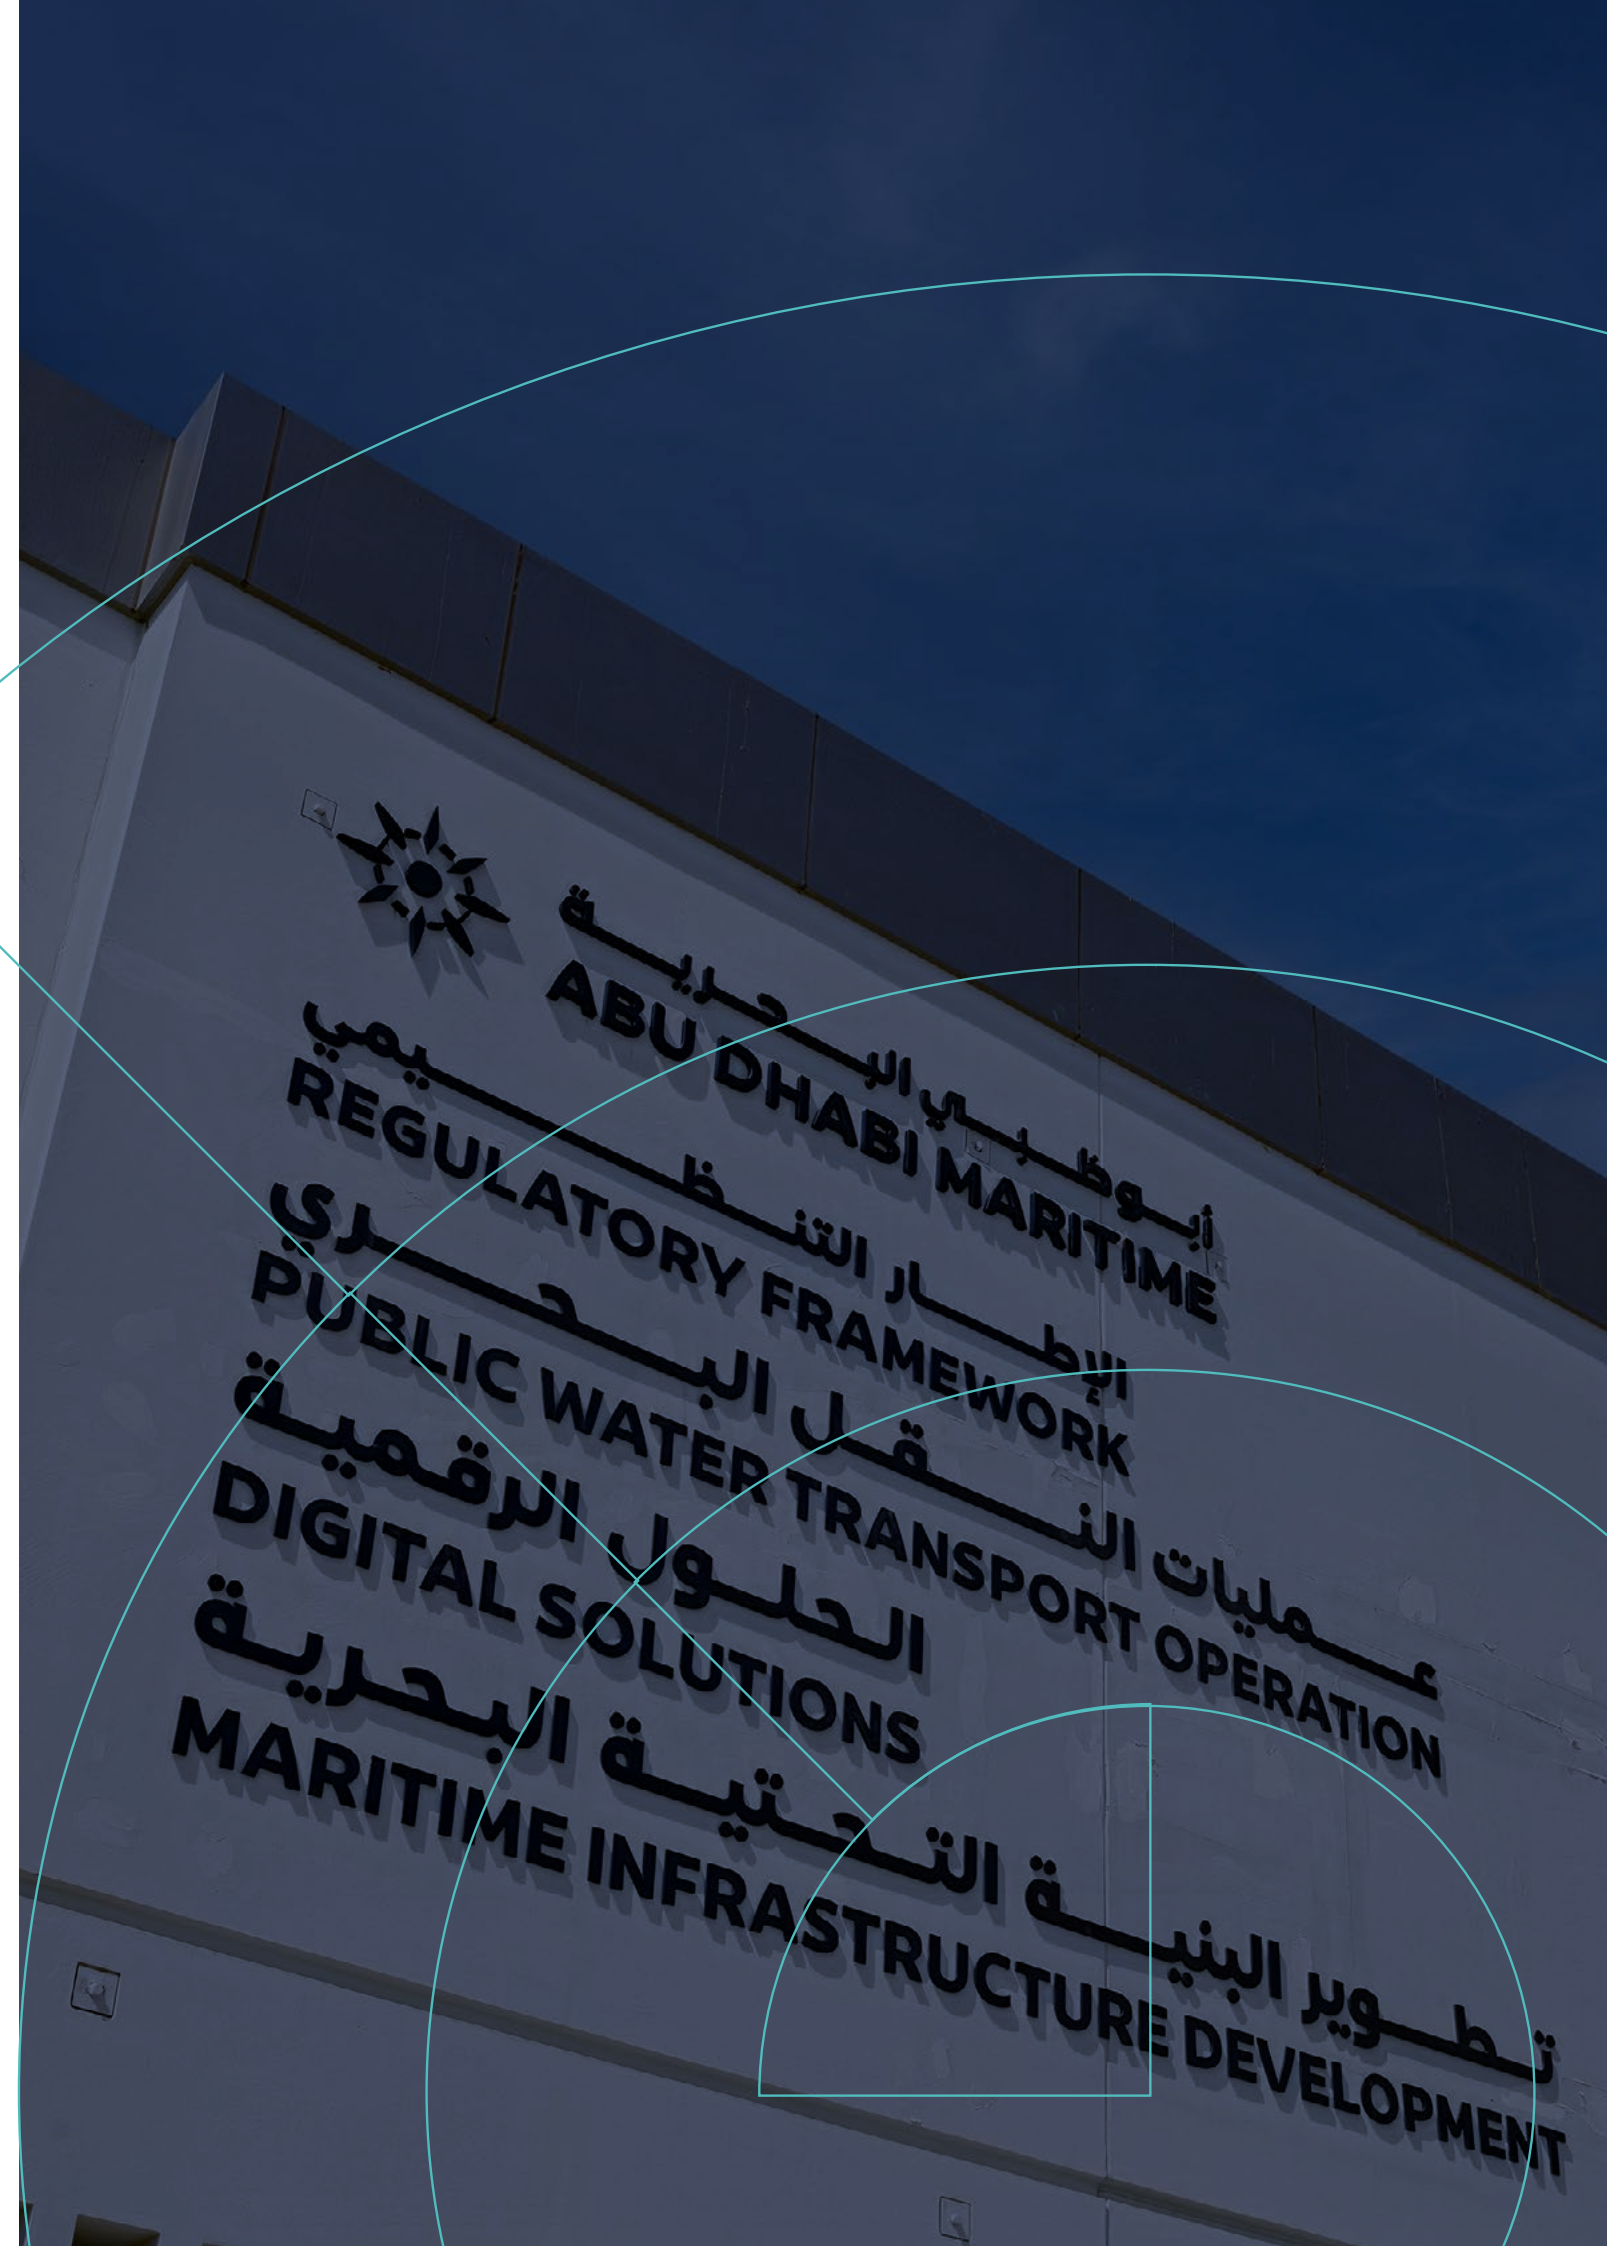 أبوظبي البحرية
ABU DHABI MARITIME
الإطار التنظيمي
REGULATORY FRAMEWORK
عمليات النقل البحري
PUBLIC WATER TRANSPORT OPERATION
الحلول الرقمية
DIGITAL SOLUTIONS
تطوير البنية التحتية البحرية
MARITIME INFRASTRUCTURE DEVELOPMENT